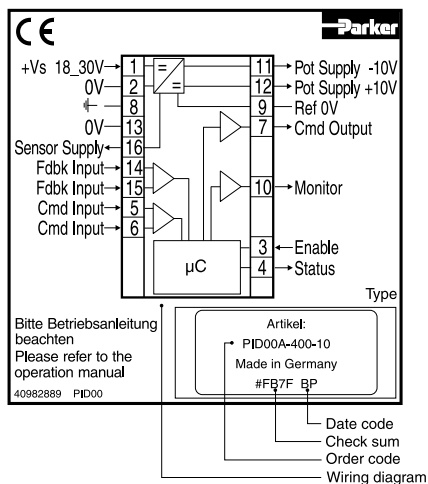 CE
Parker
+Vs 18_30V 1 = 11 Pot Supply -10V
0V 2 = 12 Pot Supply +10V
8 9 Ref 0V
0V 13 7 Cmd Output
Sensor Supply 16
Fdbk Input 14
Fdbk Input 15 10 Monitor
Cmd Input 5
Cmd Input 6
3 Enable
µC 4 Status
Type
Bitte Betriebsanleitung
beachten
Please refer to the
operation manual
40982889 PID00
Artikel:
PID00A-400-10
Made in Germany
#FB7F BP
Date code
Check sum
Order code
Wiring diagram